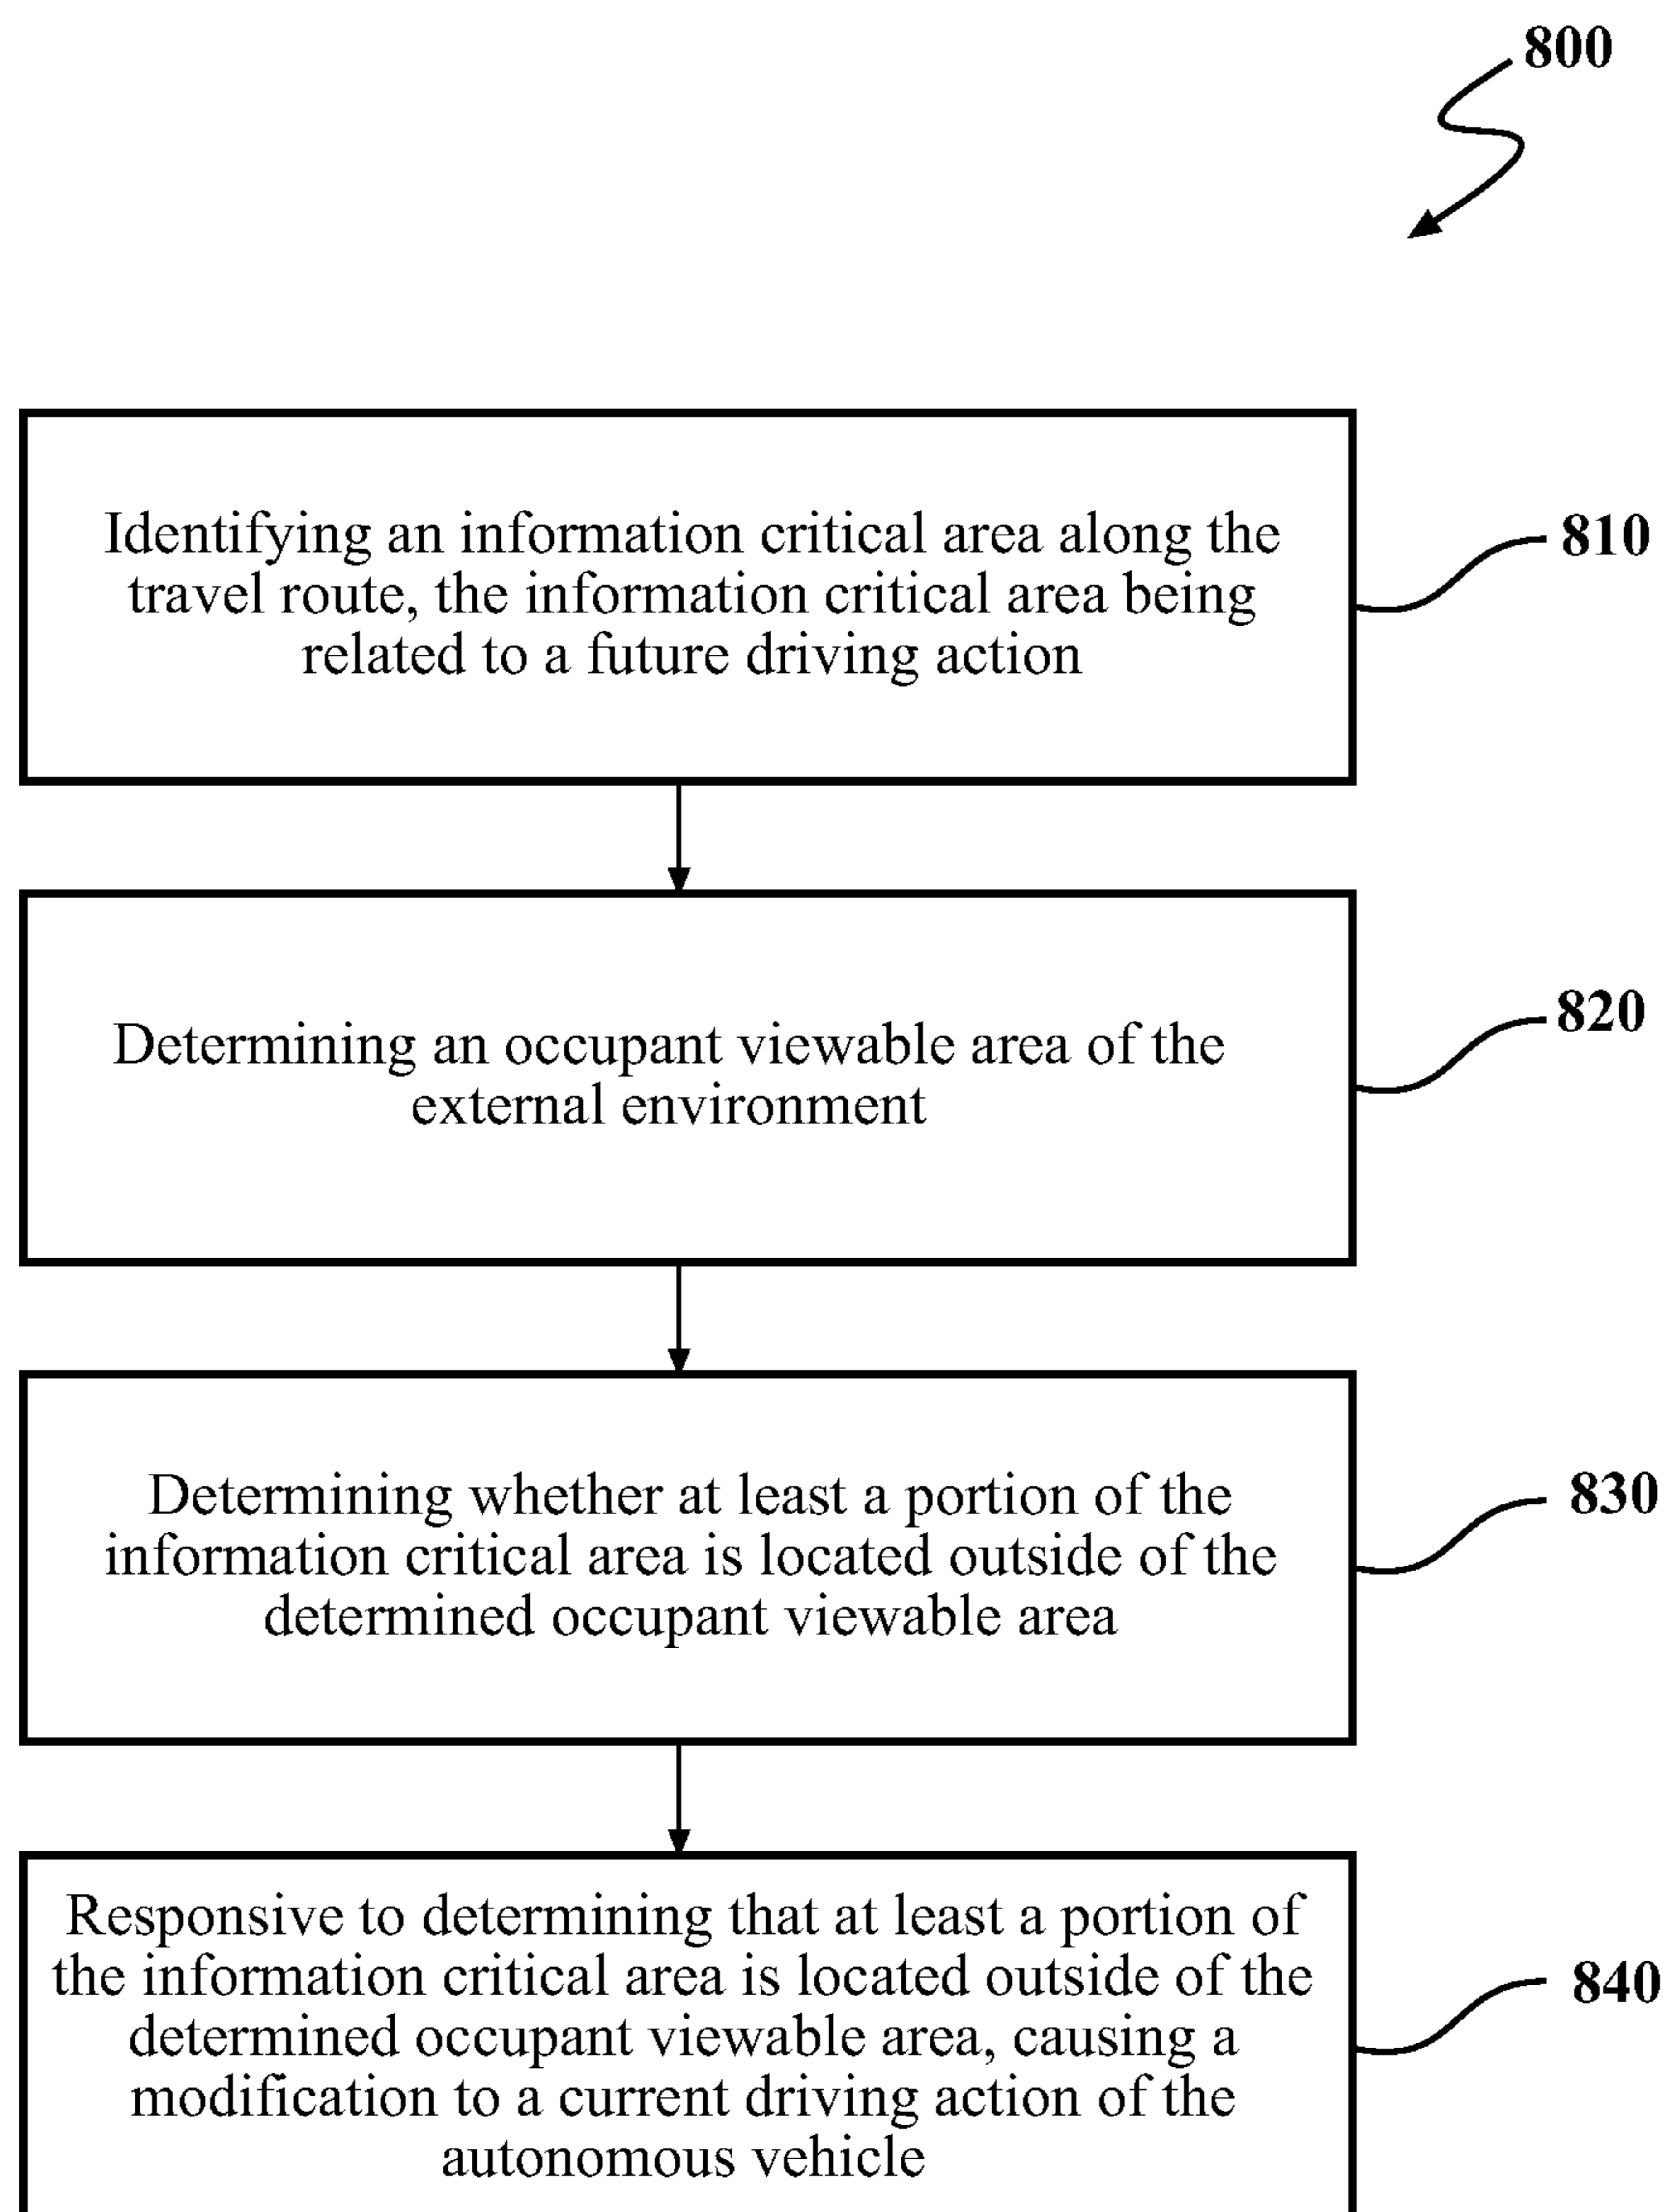 800
Identifying an information critical area along the
travel route, the information critical area being
related to a future driving action
810
Determining an occupant viewable area of the
external environment
820
Determining whether at least a portion of the
information critical area is located outside of the
determined occupant viewable area
830
Responsive to determining that at least a portion of
the information critical area is located outside of the
determined occupant viewable area, causing a
modification to a current driving action of the
autonomous vehicle
840